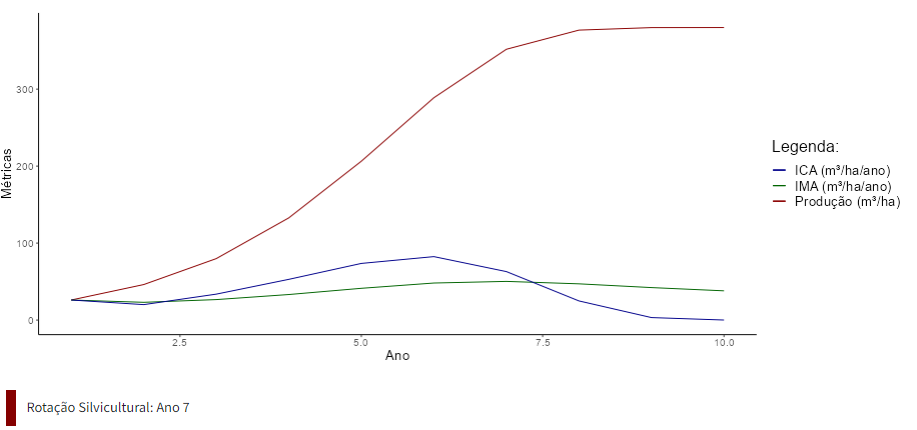 Métricas
300
200
100
0
2.5
5.0
7.5
10.0
Ano
Legenda:
ICA (m³/ha/ano)
IMA (m³/ha/ano)
Produção (m³/ha)
Rotação Silvicultural: Ano 7